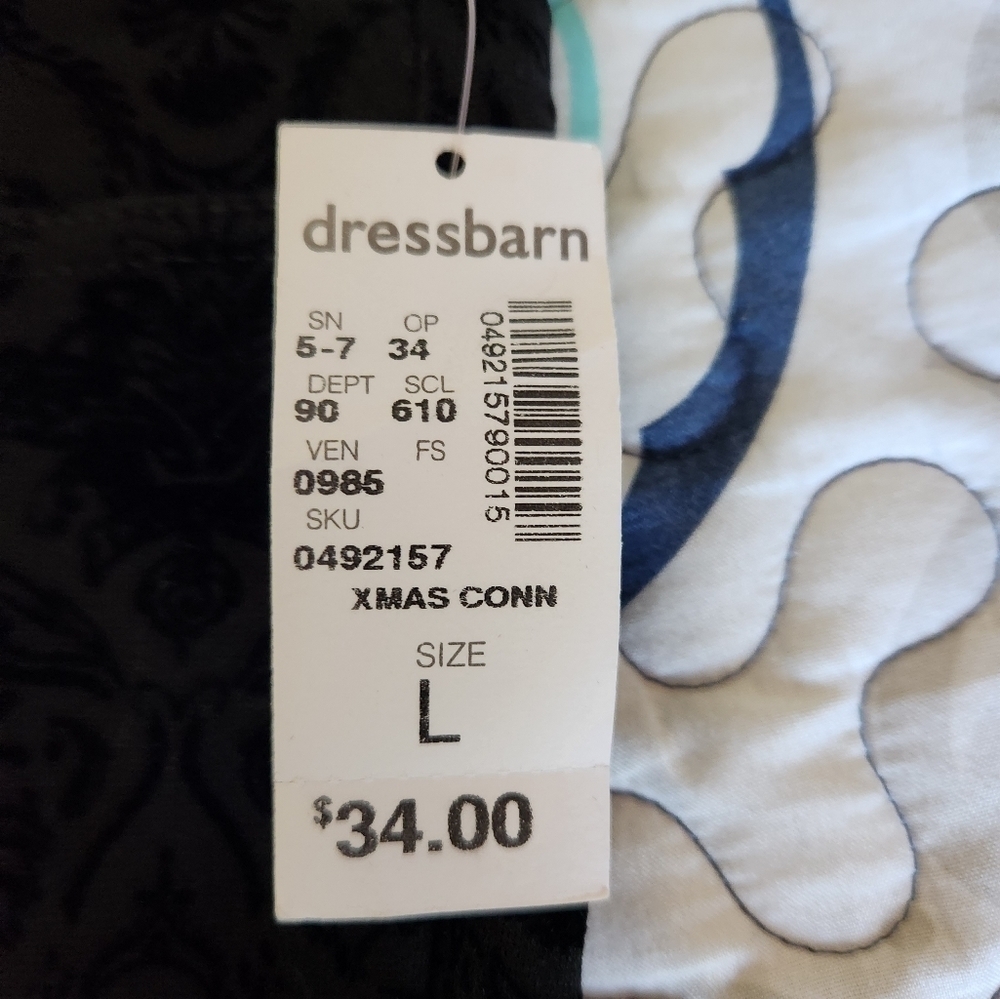 dressbarn
SN OP
5-7 34
DEPT SCL
90 610
VEN FS
0985
SKU
0492157
XMAS CONN
SIZE
L
$34.00
049215790015